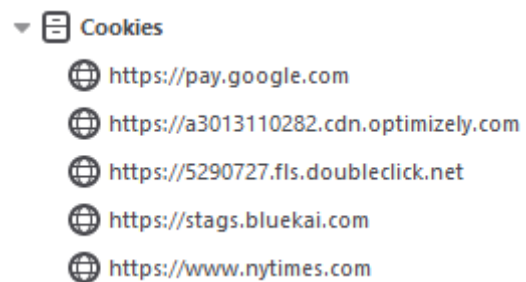 Cookies
https://pay.google.com
https://a3013110282.cdn.optimizely.com
https://5290727.fls.doubleclick.net
https://stags.bluekai.com
https://www.nytimes.com